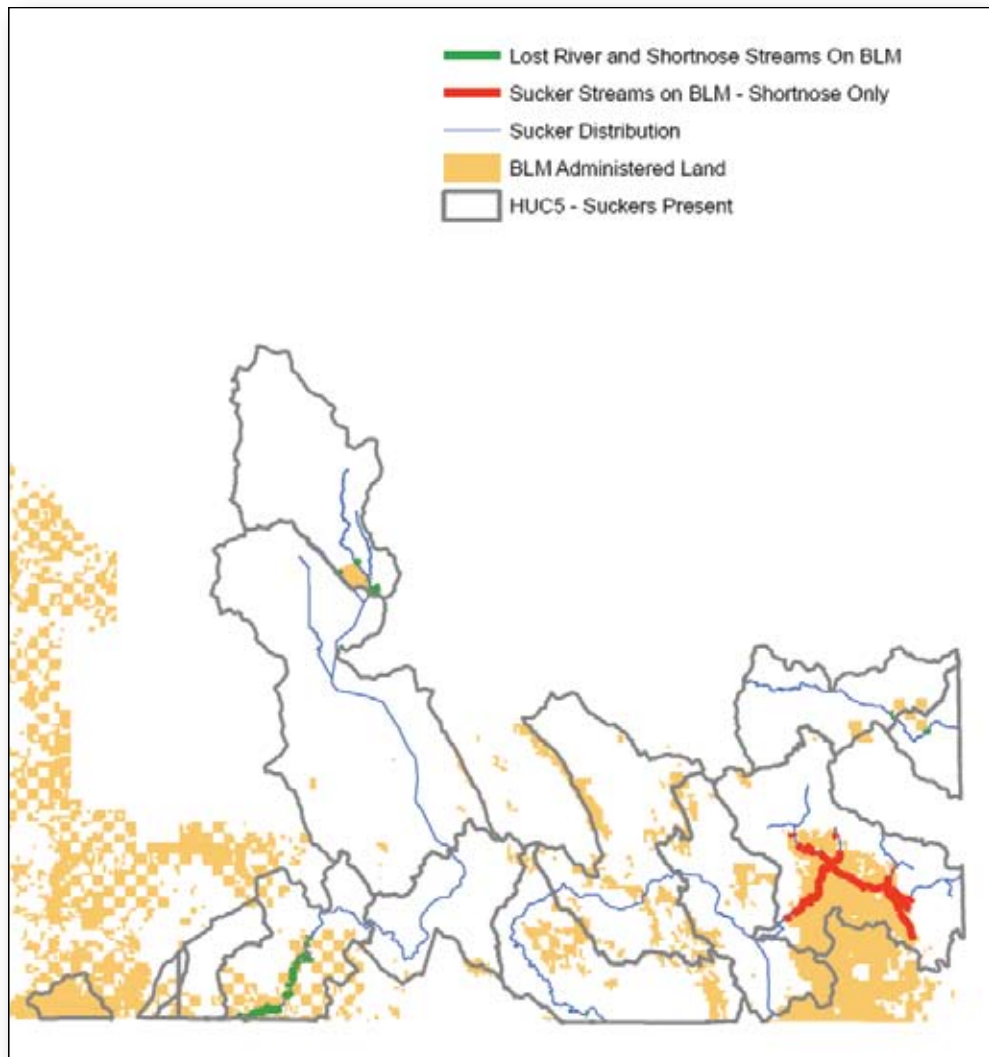 Lost River and Shortnose Streams On BLM
Sucker Streams on BLM - Shortnose Only
Sucker Distribution
BLM Administered Land
HUC5 - Suckers Present